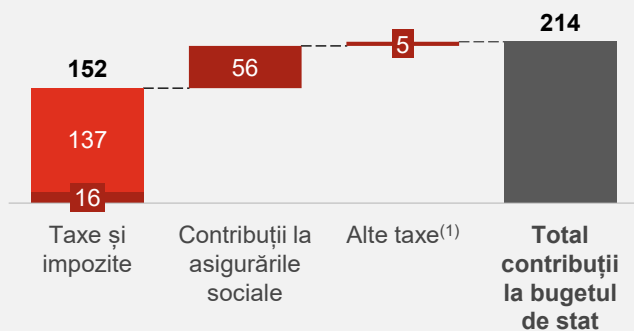 214
152
5
56
137
16
Taxe și
impozite
Contribuții la
asigurările
sociale
Alte taxe(1)
Total
contribuții
la bugetul
de stat